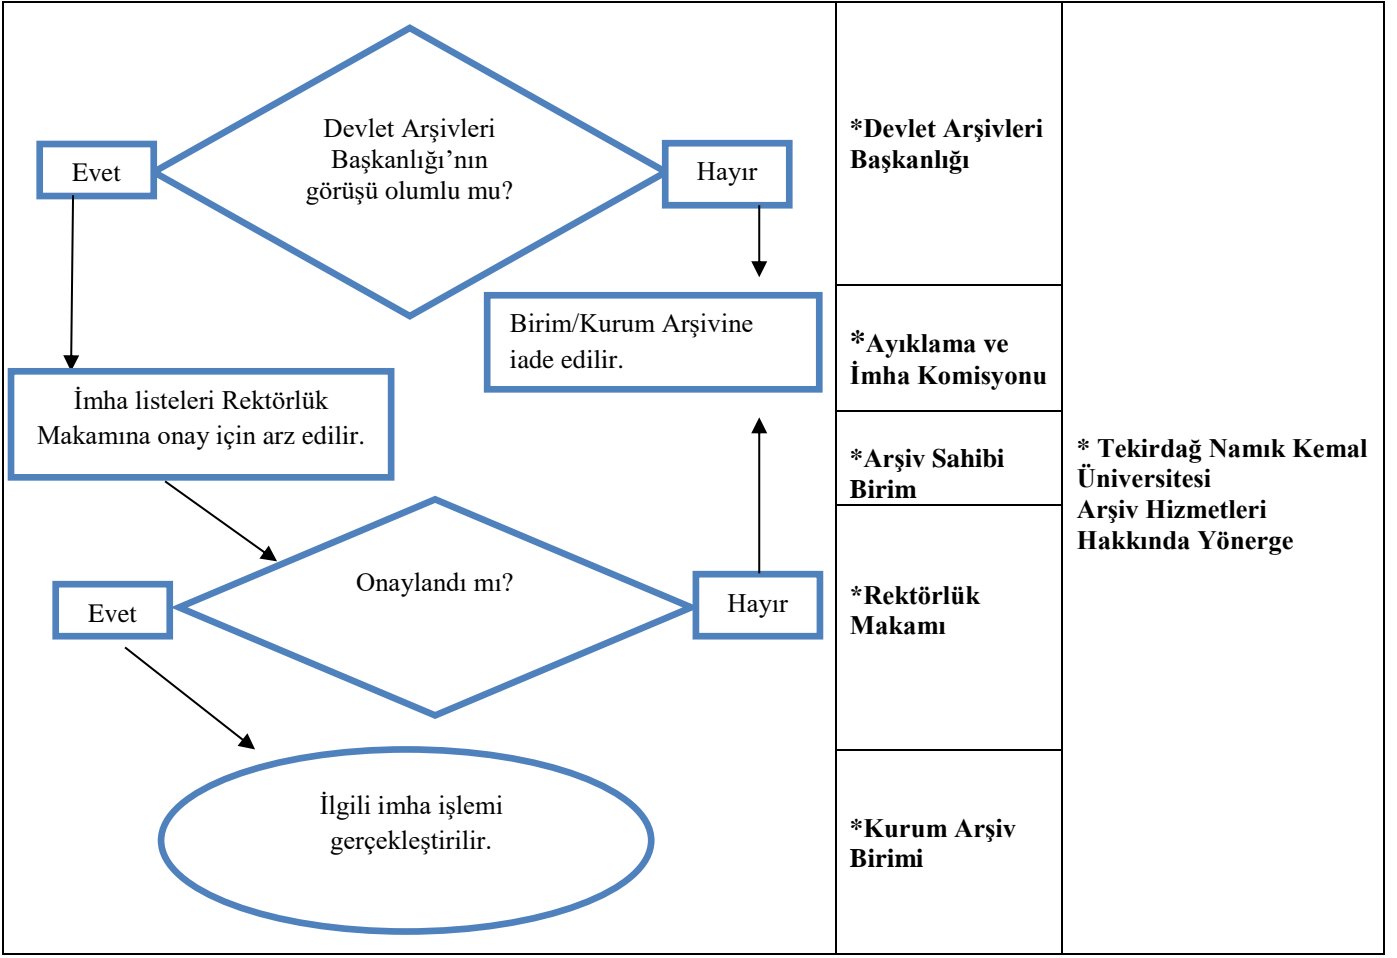 Devlet Arşivleri
Başkanlığı’nın
görüşü olumlu mu?
Evet
Hayır
Birim/Kurum Arşivine
iade edilir.
İmha listeleri Rektörlük
Makamına onay için arz edilir.
Onaylandı mı?
Evet
Hayır
İlgili imha işlemi
gerçekleştirilir.
*Devlet Arşivleri
Başkanlığı
*Ayıklama ve
İmha Komisyonu
*Arşiv Sahibi
Birim
*Rektörlük
Makamı
*Kurum Arşiv
Birimi
* Tekirdağ Namık Kemal
Üniversitesi
Arşiv Hizmetleri
Hakkında Yönerge